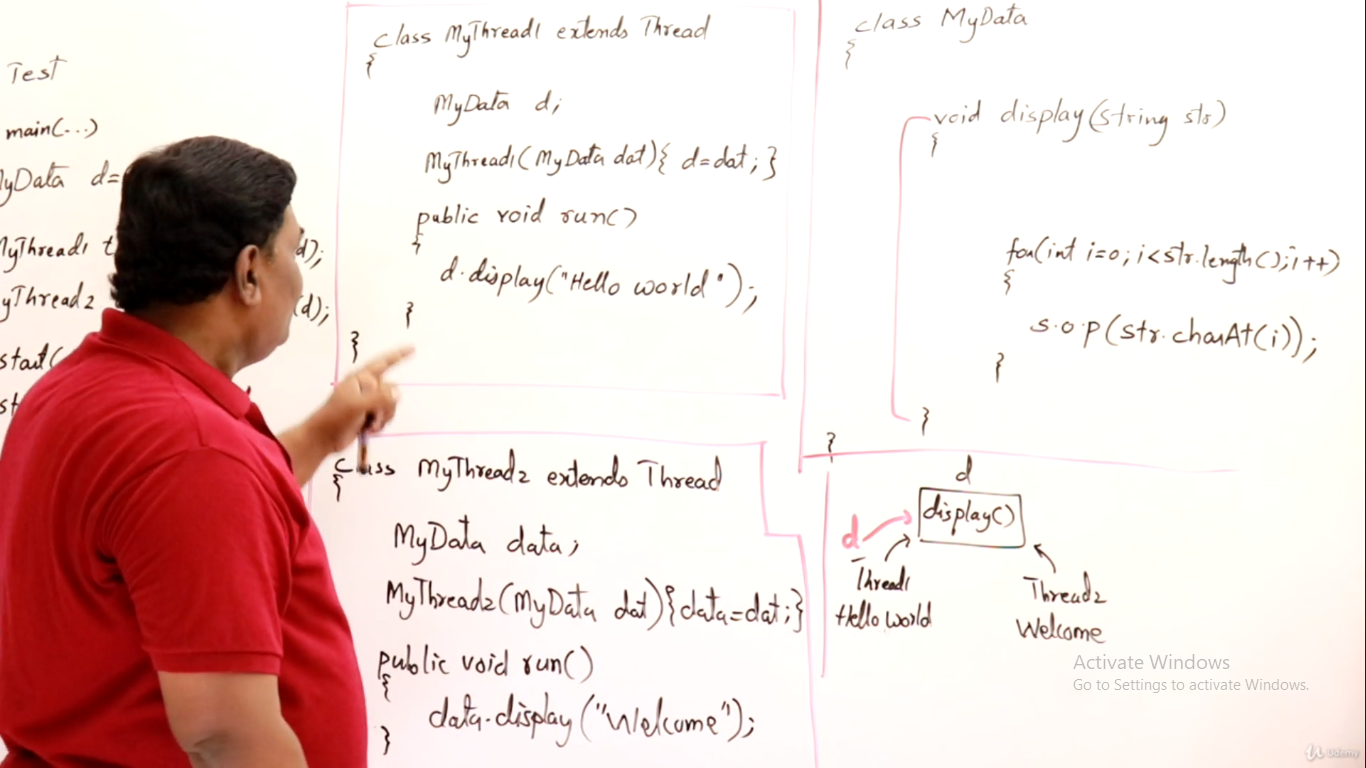 Test
main(...)
MyData d=
MyThread1 t d);
MyThread2 (d);
start(
st
class MyThread1 extends Thread
{
MyData d;
MyThread1(MyData dat){ d=dat; }
public void run()
{
d.display("Hello world");
}
}
class MyThread2 extends Thread
{
MyData data;
MyThread2(MyData dat){data=dat;}
public void run()
{
data.display("Welcome");
}
class MyData
{
void display(string str)
{
for(int i=0; i<str.length();i++)
{
s.o.p(str.charAt(i));
}
}
}
d
display()
d
Thread1
Hello world
Thread2
Welcome
Activate Windows
Go to Settings to activate Windows.
Udemy